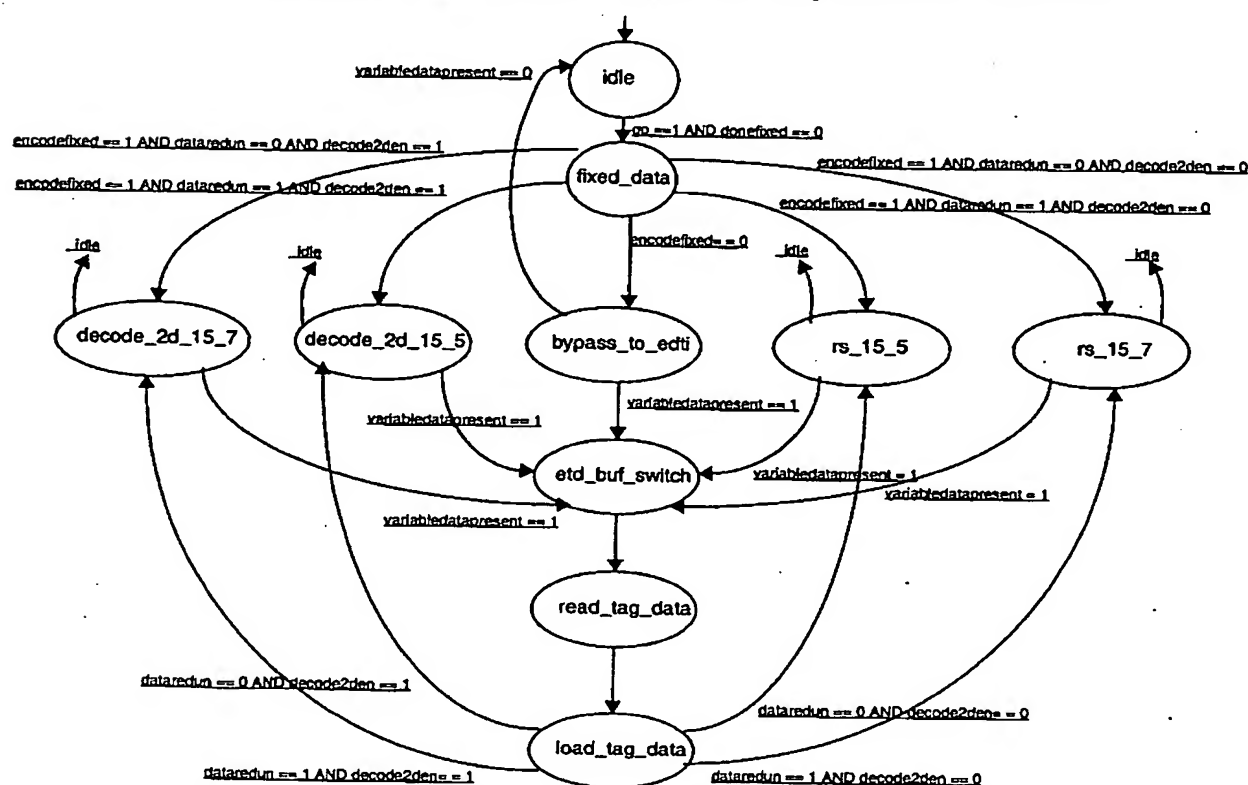 variabledatapresent == 0
idle
go ==1 AND donefixed == 0
encodefixed == 1 AND dataredun == 0 AND decode2den == 1
encodefixed == 1 AND dataredun == 0 AND decode2den == 0
fixed_data
encodefixed == 1 AND dataredun == 1 AND decode2den == 1
encodefixed == 1 AND dataredun == 1 AND decode2den == 0
encodefixed= = 0
idle
idle
idle
idle
decode_2d_15_7
decode_2d_15_5
bypass_to_edti
rs_15_5
rs_15_7
variabledatapresent == 1
variabledatapresent == 1
etd_buf_switch
variabledatapresent = 1
variabledatapresent = 1
variabledatapresent == 1
read_tag_data
dataredun == 0 AND decode2den == 1
dataredun == 0 AND decode2den= = 0
load_tag_data
dataredun == 1 AND decode2den= = 1
dataredun == 1 AND decode2den == 0